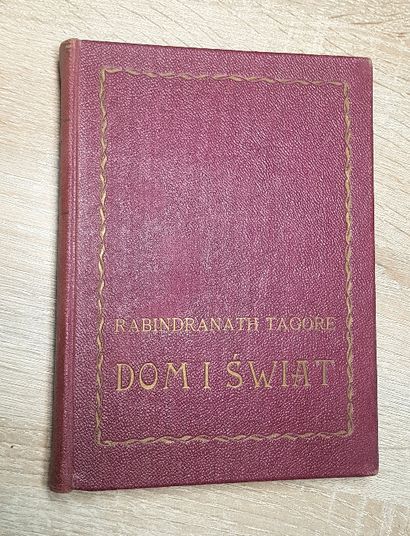 RABINDRANATH TAGORE
DOM I ŚWIAT